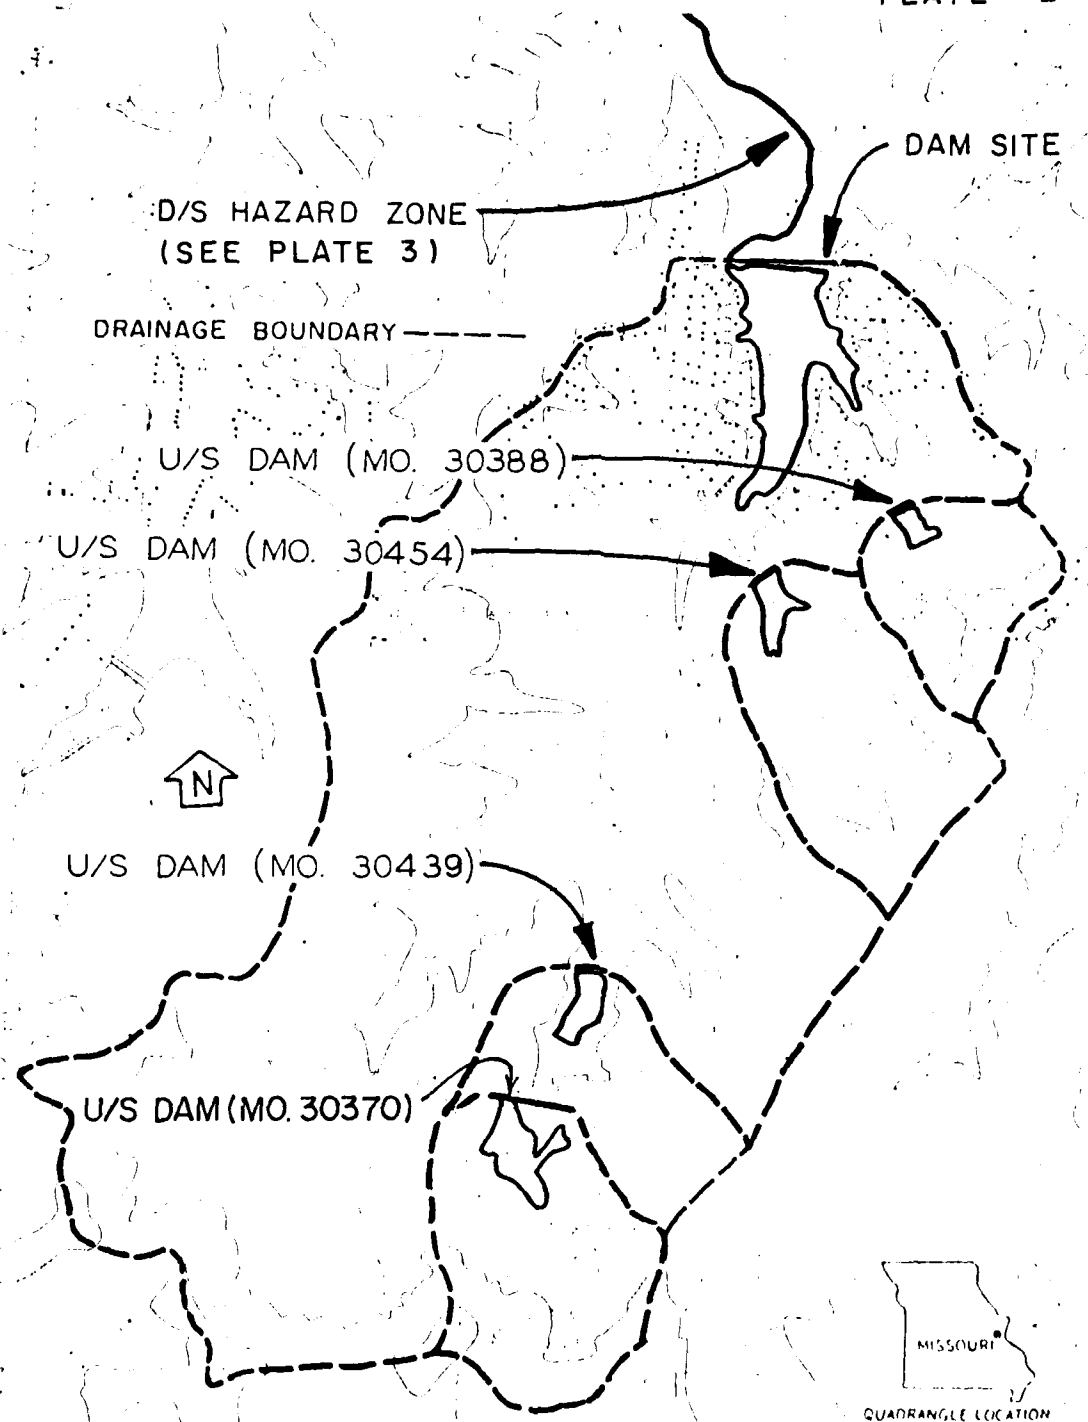 DAM SITE
D/S HAZARD ZONE
(SEE PLATE 3)
DRAINAGE BOUNDARY
U/S DAM (MO. 30388)
U/S DAM (MO. 30454)
N
U/S DAM (MO. 30439)
U/S DAM (MO. 30370)
MISSOURI
QUADRANGLE LOCATION